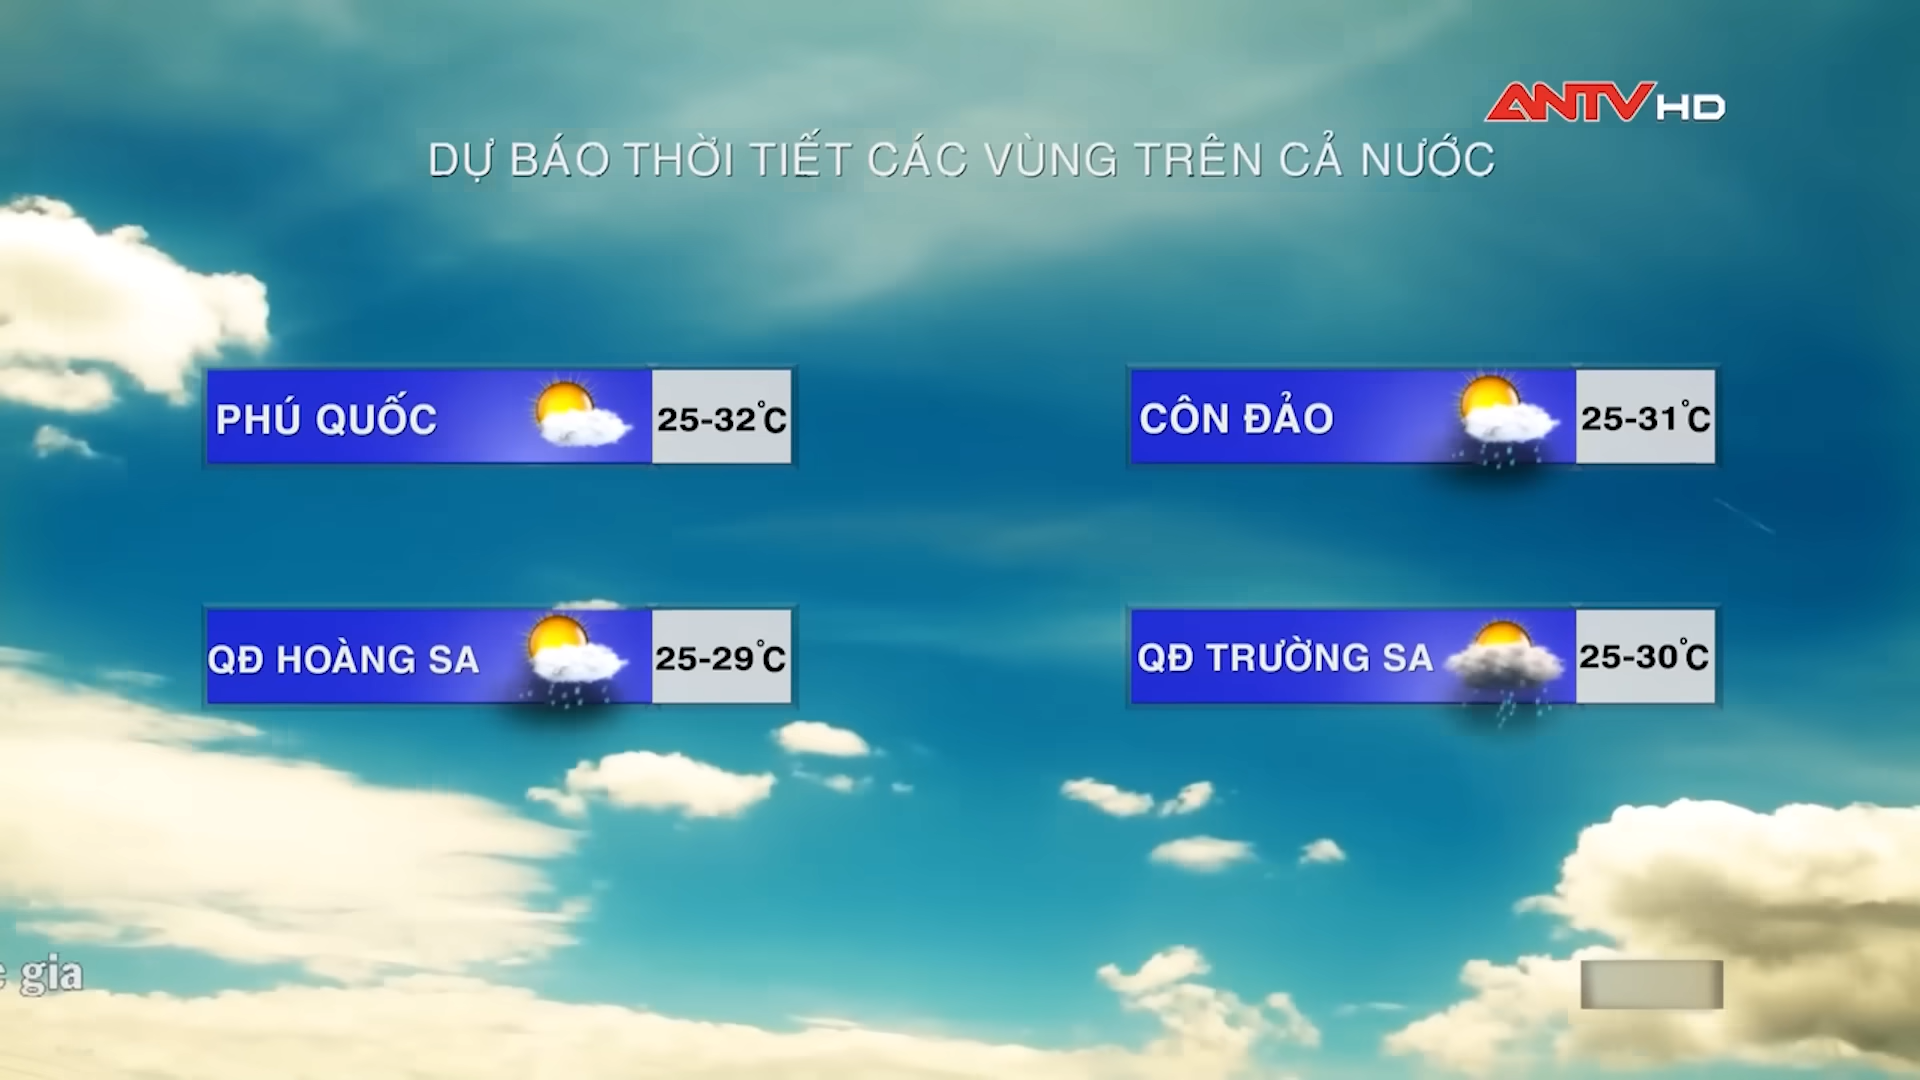 ANTV HD
DỰ BÁO THỜI TIẾT CÁC VÙNG TRÊN CẢ NƯỚC
PHÚ QUỐC 25-32°C
CÔN ĐẢO 25-31°C
QĐ HOÀNG SA 25-29°C
QĐ TRƯỜNG SA 25-30°C
gia